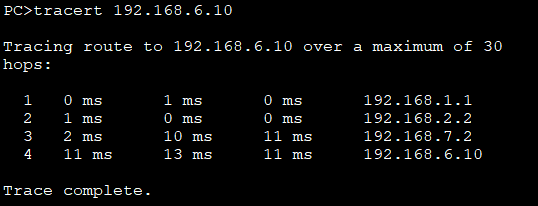 PC>tracert 192.168.6.10
Tracing route to 192.168.6.10 over a maximum of 30
hops:
1 0 ms 1 ms 0 ms 192.168.1.1
2 1 ms 0 ms 0 ms 192.168.2.2
3 2 ms 10 ms 11 ms 192.168.7.2
4 11 ms 13 ms 11 ms 192.168.6.10
Trace complete.